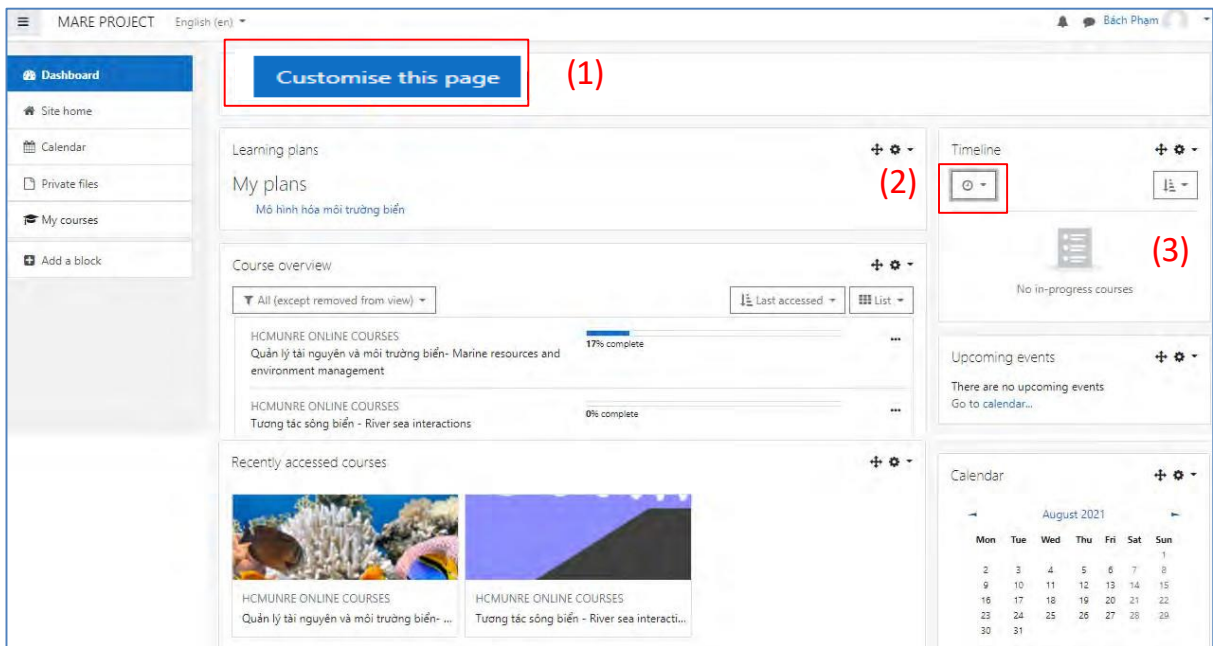 MARE PROJECT English (en)
Bách Phạm
Dashboard
Site home
Calendar
Private files
My courses
Add a block
Customise this page
(1)
Learning plans
My plans
Mô hình hóa môi trường biển
(2)
Timeline
(3)
No in-progress courses
Course overview
All (except removed from view)
Last accessed
List
HCMUNRE ONLINE COURSES
Quản lý tài nguyên và môi trường biển- Marine resources and
environment management
17% complete
HCMUNRE ONLINE COURSES
Tương tác sông biển - River sea interactions
0% complete
Upcoming events
There are no upcoming events
Go to calendar...
Recently accessed courses
HCMUNRE ONLINE COURSES
Quản lý tài nguyên và môi trường biển- ...
HCMUNRE ONLINE COURSES
Tương tác sông biển - River sea interacti...
Calendar
August 2021
Mon Tue Wed Thu Fri Sat Sun
1
2 3 4 5 6 7 8
9 10 11 12 13 14 15
16 17 18 19 20 21 22
23 24 25 26 27 28 29
30 31